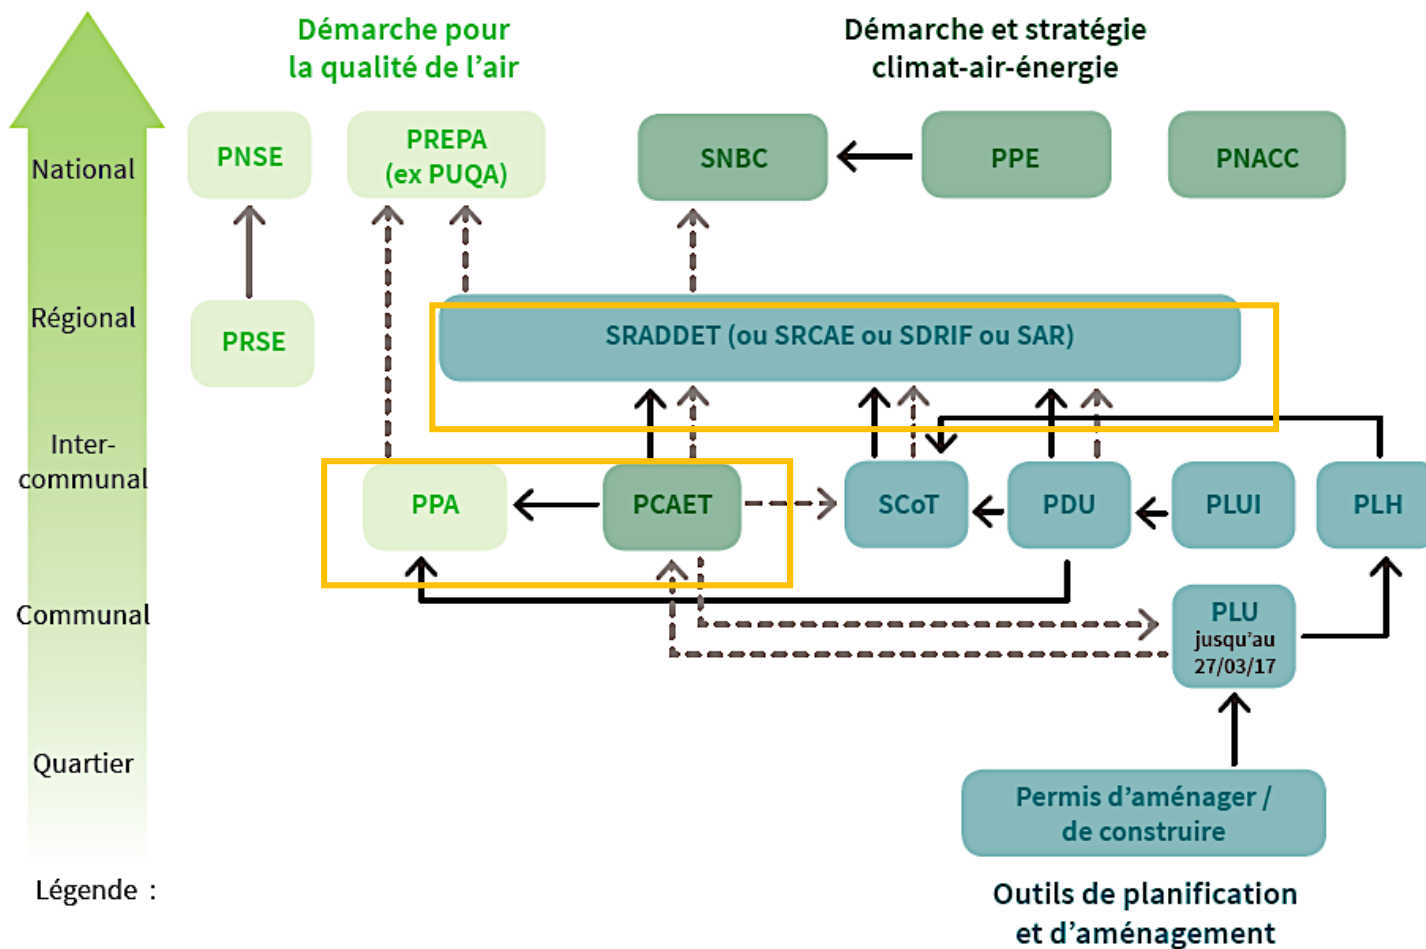 Démarche pour
la qualité de l'air
Démarche et stratégie
climat-air-énergie
National
PNSE
PREPA
(ex PUQA)
SNBC
PPE
PNACC
Régional
PRSE
SRADDET (ou SRCAE ou SDRIF ou SAR)
Inter-
communal
PPA
PCAET
SCoT
PDU
PLUI
PLH
Communal
PLU
jusqu'au
27/03/17
Quartier
Permis d'aménager /
de construire
Légende :
Outils de planification
et d'aménagement